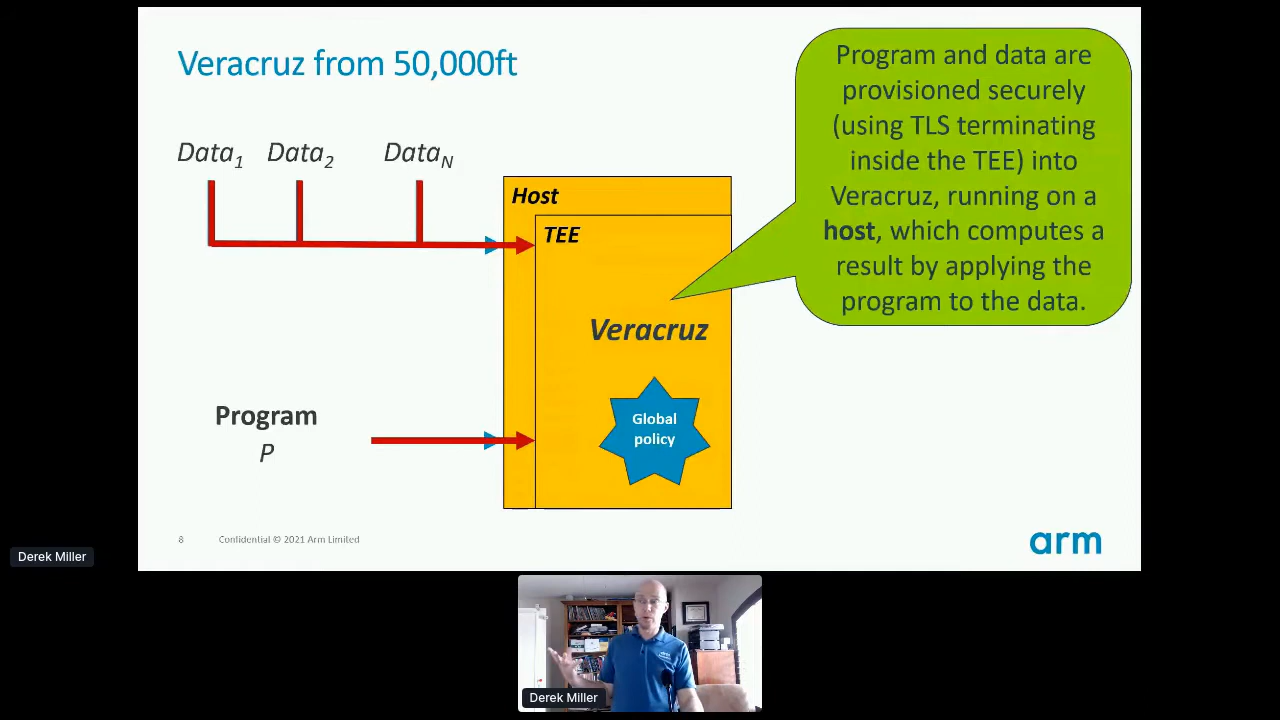 Veracruz from 50,000ft
Program and data are
provisioned securely
(using TLS terminating
inside the TEE) into
Veracruz, running on a
host, which computes a
result by applying the
program to the data.
Data1 Data2 DataN
Host
TEE
Veracruz
Global
policy
Program
P
8 Confidential © 2021 Arm Limited
arm
Derek Miller
Derek Miller
arm